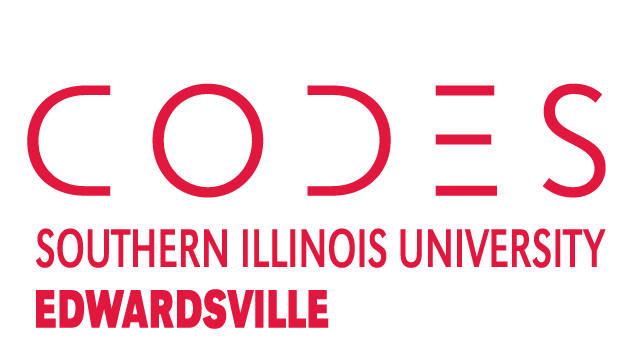 CODES
SOUTHERN ILLINOIS UNIVERSITY
EDWARDSVILLE